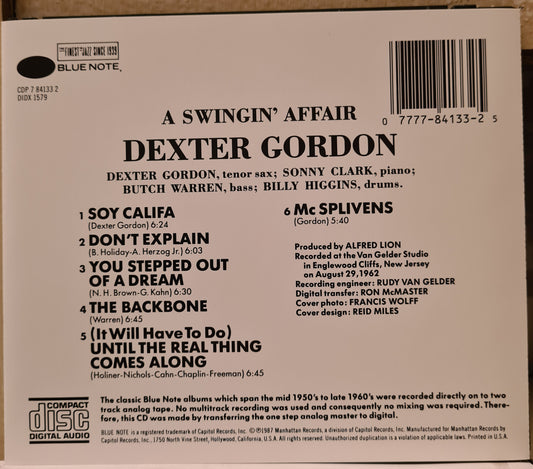 THE FINEST IN JAZZ SINCE 1939
BLUE NOTE
CDP 7 84133 2
DIDX 1579
0 7777-84133-2 5
A SWINGIN' AFFAIR
DEXTER GORDON
DEXTER GORDON, tenor sax; SONNY CLARK, piano;
BUTCH WARREN, bass; BILLY HIGGINS, drums.
1 SOY CALIFA
(Dexter Gordon) 6:24
2 DON'T EXPLAIN
(B. Holiday-A. Herzog Jr.) 6:03
3 YOU STEPPED OUT
OF A DREAM
(N. H. Brown-G. Kahn) 6:30
4 THE BACKBONE
(Warren) 6:45
5 (It Will Have To Do)
UNTIL THE REAL THING
COMES ALONG
(Holiner-Nichols-Cahn-Chaplin-Freeman) 6:45
6 Mc SPLIVENS
(Gordon) 5:40
Produced by ALFRED LION
Recorded at the Van Gelder Studio
in Englewood Cliffs, New Jersey
on August 29, 1962
Recording engineer: RUDY VAN GELDER
Digital transfer: RON McMASTER
Cover photo: FRANCIS WOLFF
Cover design: REID MILES
COMPACT
disc
DIGITAL AUDIO
The classic Blue Note albums which span the mid 1950's to late 1960's were recorded directly on to two
track analog tape. No multitrack recording was used and consequently no mixing was required. There-
fore, this CD was made by transferring the one step analog master to digital.
BLUE NOTE is a registered trademark of Capitol Records, Inc. © ℗ 1987 Manhattan Records, a division of Capitol Records, Inc. Manufactured for Manhattan Records by
Capitol Records, Inc., 1750 North Vine Street, Hollywood, California, U.S.A. All rights reserved. Unauthorized duplication is a violation of applicable laws. Printed in U.S.A.